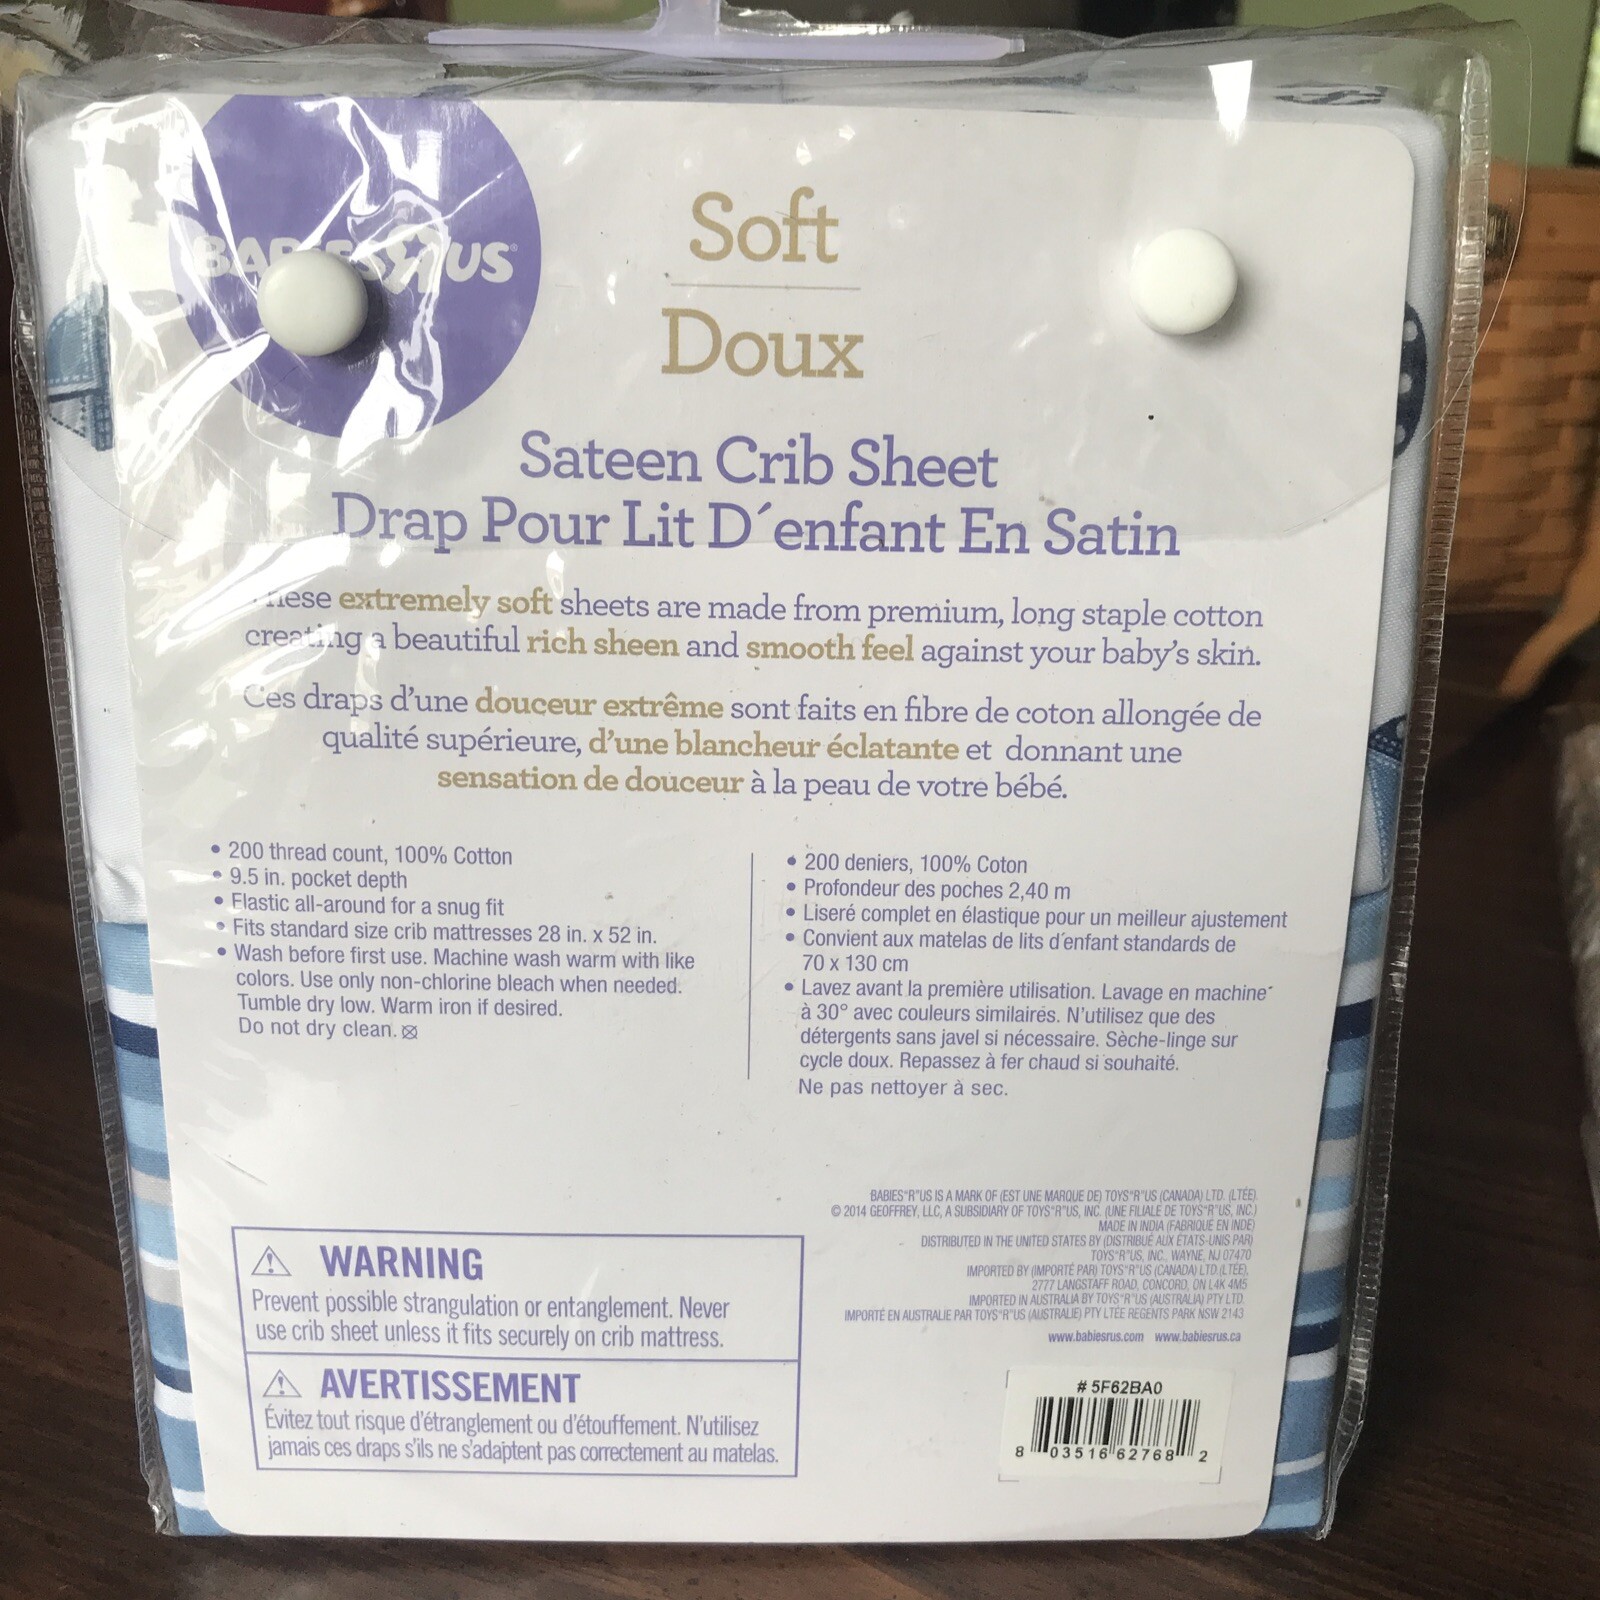 BABIES R US
Soft
Doux
Sateen Crib Sheet
Drap Pour Lit D´enfant En Satin
extremely soft sheets are made from premium, long staple cotton
creating a beautiful rich sheen and smooth feel against your baby's skin.
Ces draps d'une douceur extrême sont faits en fibre de coton allongée de
qualité supérieure, d'une blancheur éclatante et donnant une
sensation de douceur à la peau de votre bébé.
• 200 thread count, 100% Cotton
• 9.5 in. pocket depth
• Elastic all-around for a snug fit
• Fits standard size crib mattresses 28 in. x 52 in.
• Wash before first use. Machine wash warm with like
colors. Use only non-chlorine bleach when needed.
Tumble dry low. Warm iron if desired.
Do not dry clean.
• 200 deniers, 100% Coton
• Profondeur des poches 2,40 m
• Liseré complet en élastique pour un meilleur ajustement
• Convient aux matelas de lits d´enfant standards de
70 x 130 cm
• Lavez avant la première utilisation. Lavage en machine
à 30° avec couleurs similairés. N'utilisez que des
détergents sans javel si nécessaire. Sèche-linge sur
cycle doux. Repassez à fer chaud si souhaité.
Ne pas nettoyer à sec.
BABIES"R"US IS A MARK OF (EST UNE MARQUE DE) TOYS"R"US (CANADA) LTD. (LTÉE).
© 2014 GEOFFREY, LLC, A SUBSIDIARY OF TOYS"R"US, INC. (UNE FILIALE DE TOYS"R"US, INC.)
MADE IN INDIA (FABRIQUÉ EN INDE)
DISTRIBUTED IN THE UNITED STATES BY (DISTRIBUÉ AUX ÉTATS-UNIS PAR)
TOYS"R"US, INC., WAYNE, NJ 07470
IMPORTED BY (IMPORTÉ PAR) TOYS"R"US (CANADA) LTD.(LTÉE),
2777 LANGSTAFF ROAD, CONCORD, ON L4K 4M5
IMPORTED IN AUSTRALIA BY TOYS"R"US (AUSTRALIA) PTY LTD.
IMPORTÉ EN AUSTRALIE PAR TOYS"R"US (AUSTRALIE) PTY LTÉE REGENTS PARK NSW 2143
www.babiesrus.com www.babiesrus.ca
WARNING
Prevent possible strangulation or entanglement. Never
use crib sheet unless it fits securely on crib mattress.
AVERTISSEMENT
Évitez tout risque d'étranglement ou d'étouffement. N'utilisez
jamais ces draps s'ils ne s'adaptent pas correctement au matelas.
# 5F62BA0
8 03516 62768 2